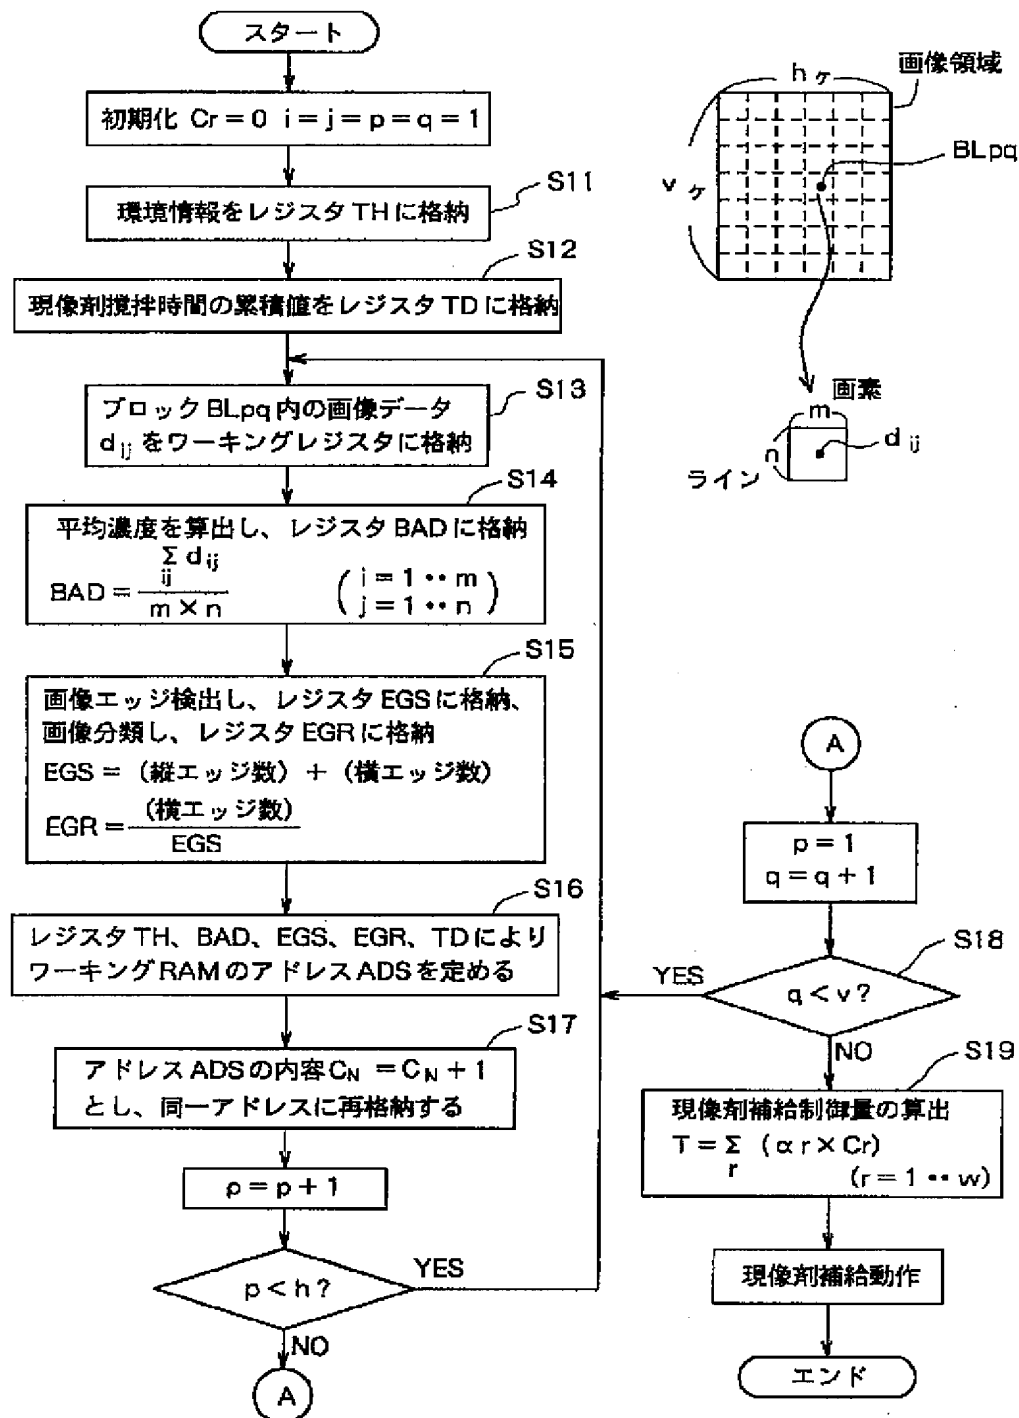 スタート
初期化 Cr = 0 i = j = p = q = 1
S11
環境情報をレジスタ TH に格納
S12
現像剤撹拌時間の累積値をレジスタ TD に格納
S13
ブロック BLpq 内の画像データ
d ij をワーキングレジスタに格納
S14
平均濃度を算出し、レジスタ BAD に格納
Σ d ij
ij
BAD =
m × n
( i = 1 ・・ m
j = 1 ・・ n )
S15
画像エッジ検出し、レジスタ EGS に格納、
画像分類し、レジスタ EGR に格納
EGS = (縦エッジ数) + (横エッジ数)
(横エッジ数)
EGR =
EGS
S16
レジスタ TH、BAD、EGS、EGR、TD により
ワーキング RAM のアドレス ADS を定める
S17
アドレス ADS の内容 CN = CN + 1
とし、同一アドレスに再格納する
p = p + 1
p < h ?
YES
NO
A
画像領域
h ヶ
v ヶ
BLpq
画素
m
n
ライン
d ij
A
p = 1
q = q + 1
S18
q < v ?
YES
NO
S19
現像剤補給制御量の算出
T = Σ (α r × Cr)
r
(r = 1 ・・ w)
現像剤補給動作
エンド